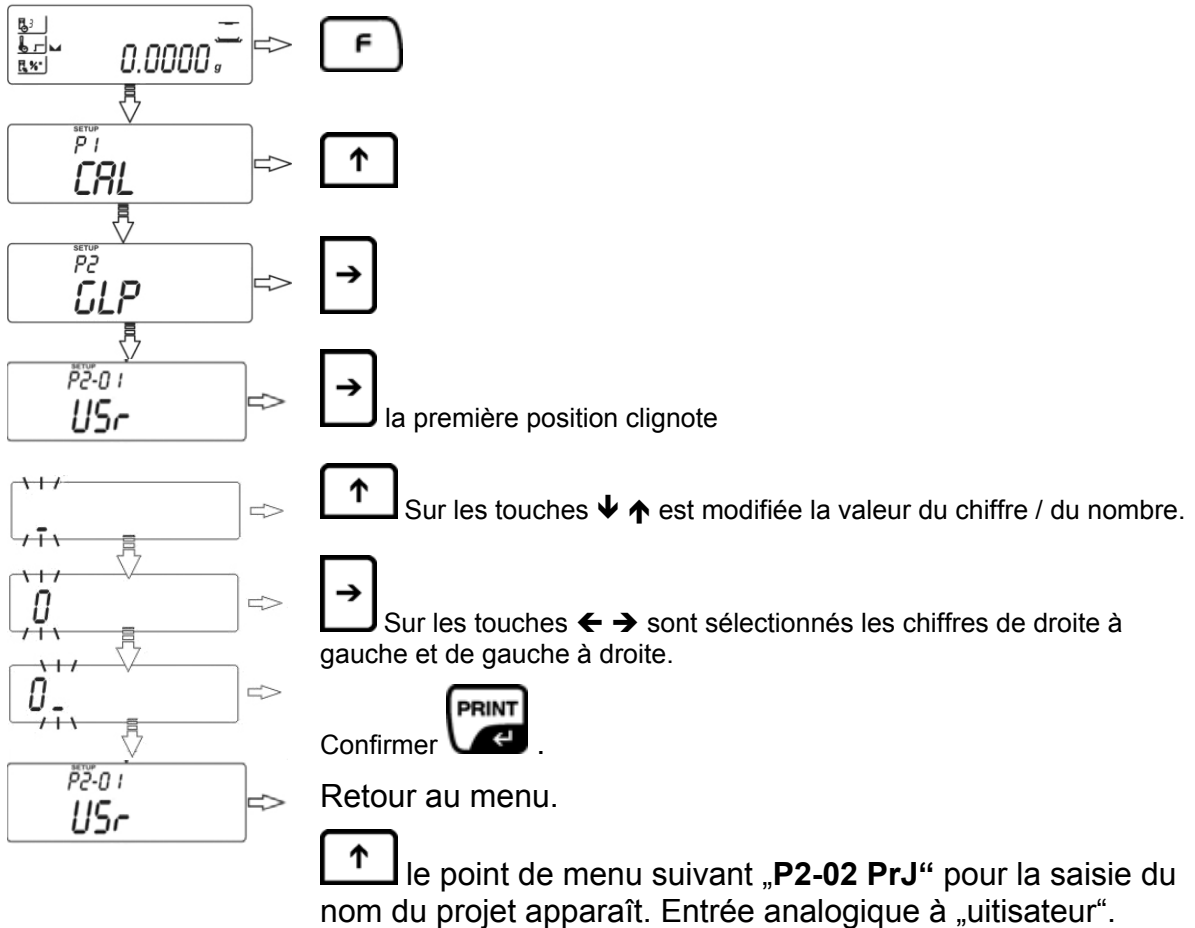 0.0000 g
F
SETUP
P1
CAL
↑
SETUP
P2
GLP
→
SETUP
P2-01
USr
→ la première position clignote
↑ Sur les touches ↓ ↑ est modifiée la valeur du chiffre / du nombre.
0
→ Sur les touches ← → sont sélectionnés les chiffres de droite à
gauche et de gauche à droite.
0_
Confirmer PRINT ↵ .
SETUP
P2-01
USr
Retour au menu.
↑ le point de menu suivant „P2-02 PrJ“ pour la saisie du
nom du projet apparaît. Entrée analogique à „uitisateur“.